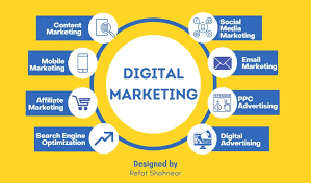 Content
Marketing
Mobile
Marketing
Affiliate
Marketing
Search Engine
Optimization
DIGITAL
MARKETING
Social
Media
Marketing
Email
Marketing
PPC
Advertising
Digital
Advertising
Designed by
Refat Shahriear